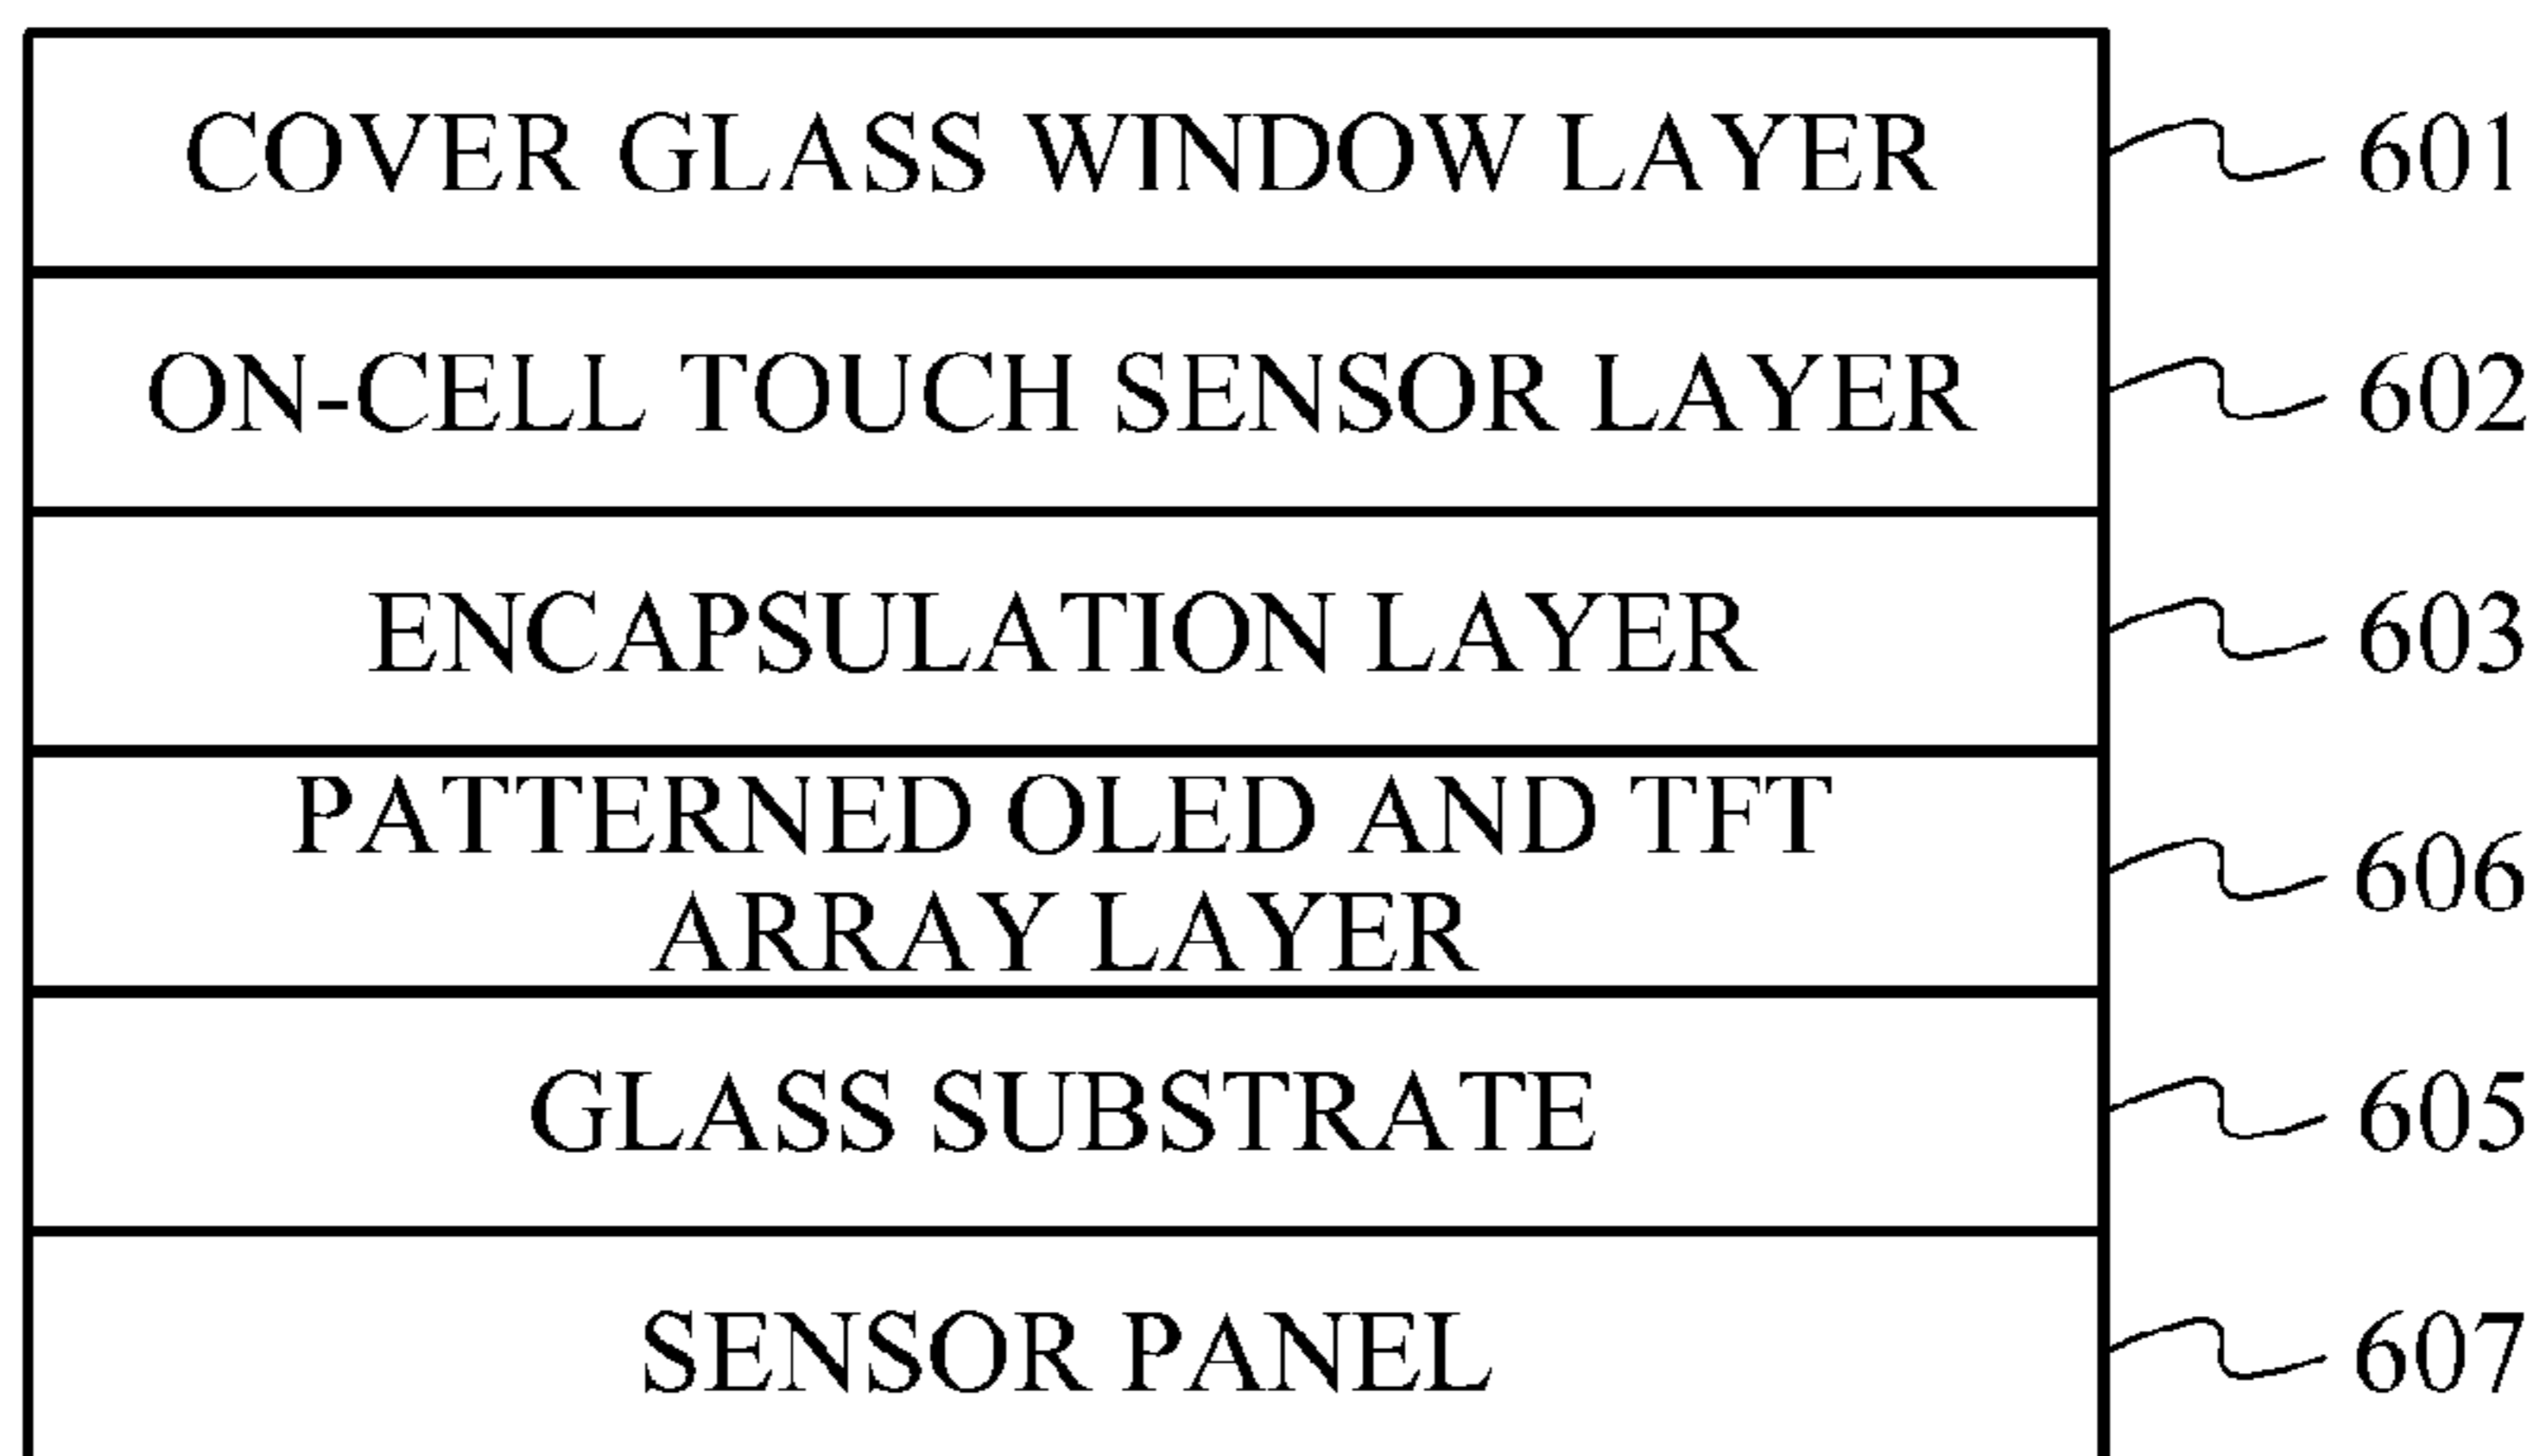 COVER GLASS WINDOW LAYER 601
ON-CELL TOUCH SENSOR LAYER 602
ENCAPSULATION LAYER 603
PATTERNED OLED AND TFT
ARRAY LAYER 606
GLASS SUBSTRATE 605
SENSOR PANEL 607